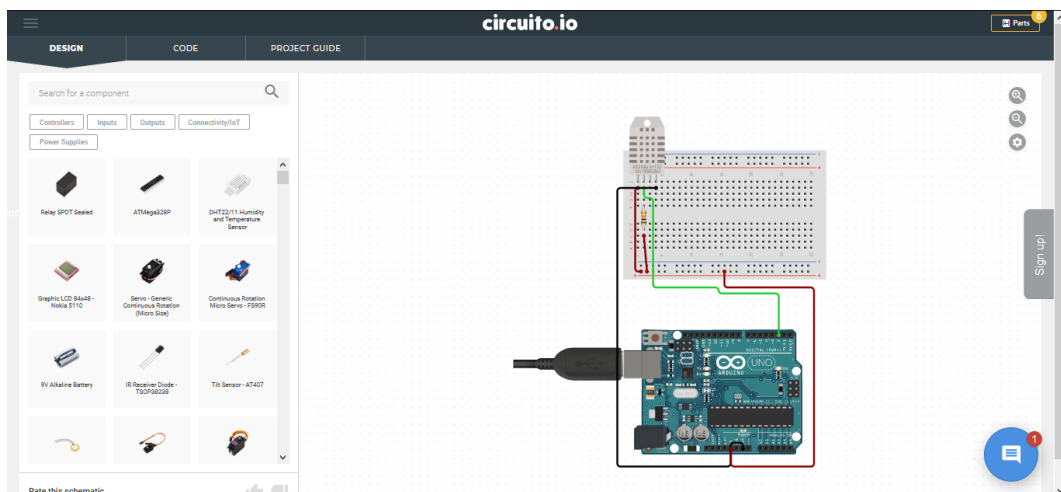 circuito.io
Parts
6
DESIGN
CODE
PROJECT GUIDE
Search for a component
Controllers
Inputs
Outputs
Connectivity/IoT
Power Supplies
Relay SPDT Sealed
ATMega328P
DHT22/11 Humidity
and Temperature
Sensor
Graphic LCD 84x48 -
Nokia 5110
Servo - Generic
Continuous Rotation
(Micro Size)
Continuous Rotation
Micro Servo - FS90R
9V Alkaline Battery
IR Receiver Diode -
TSOP38238
Tilt Sensor - AT407
Rate this schematic
UNO
ARDUINO
Sign up!
1